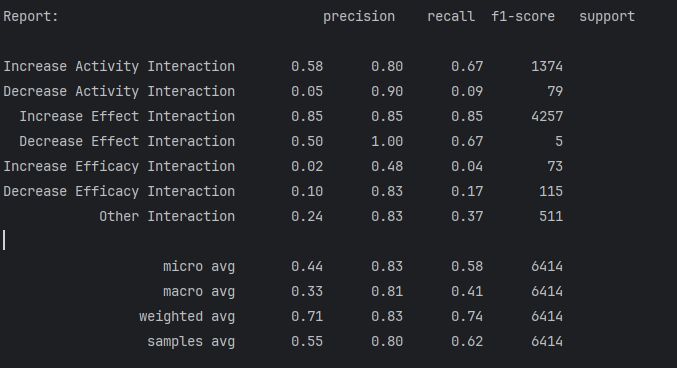 Report: precision recall f1-score support
Increase Activity Interaction 0.58 0.80 0.67 1374
Decrease Activity Interaction 0.05 0.90 0.09 79
Increase Effect Interaction 0.85 0.85 0.85 4257
Decrease Effect Interaction 0.50 1.00 0.67 5
Increase Efficacy Interaction 0.02 0.48 0.04 73
Decrease Efficacy Interaction 0.10 0.83 0.17 115
Other Interaction 0.24 0.83 0.37 511
micro avg 0.44 0.83 0.58 6414
macro avg 0.33 0.81 0.41 6414
weighted avg 0.71 0.83 0.74 6414
samples avg 0.55 0.80 0.62 6414